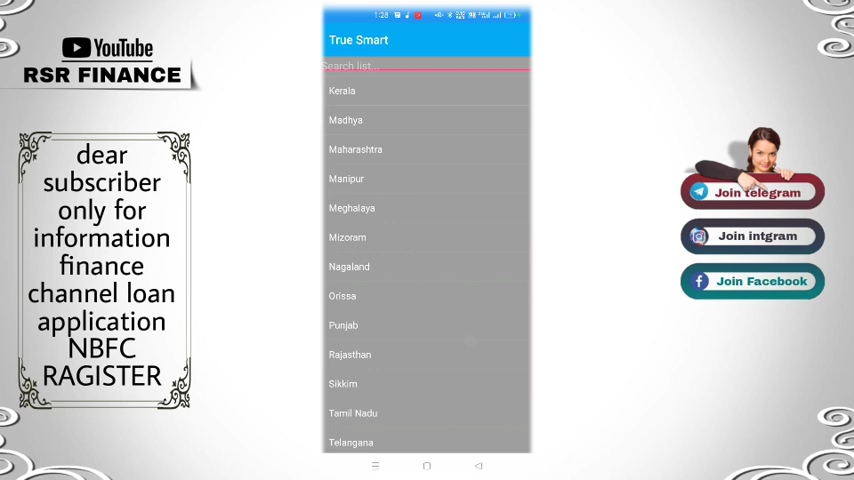 YouTube
RSR FINANCE
dear
subscriber
only for
information
finance
channel loan
application
NBFC
RAGISTER
1:28
True Smart
Search list...
Kerala
Madhya
Maharashtra
Manipur
Meghalaya
Mizoram
Nagaland
Orissa
Punjab
Rajasthan
Sikkim
Tamil Nadu
Telangana
Join telegram
Join intgram
Join Facebook